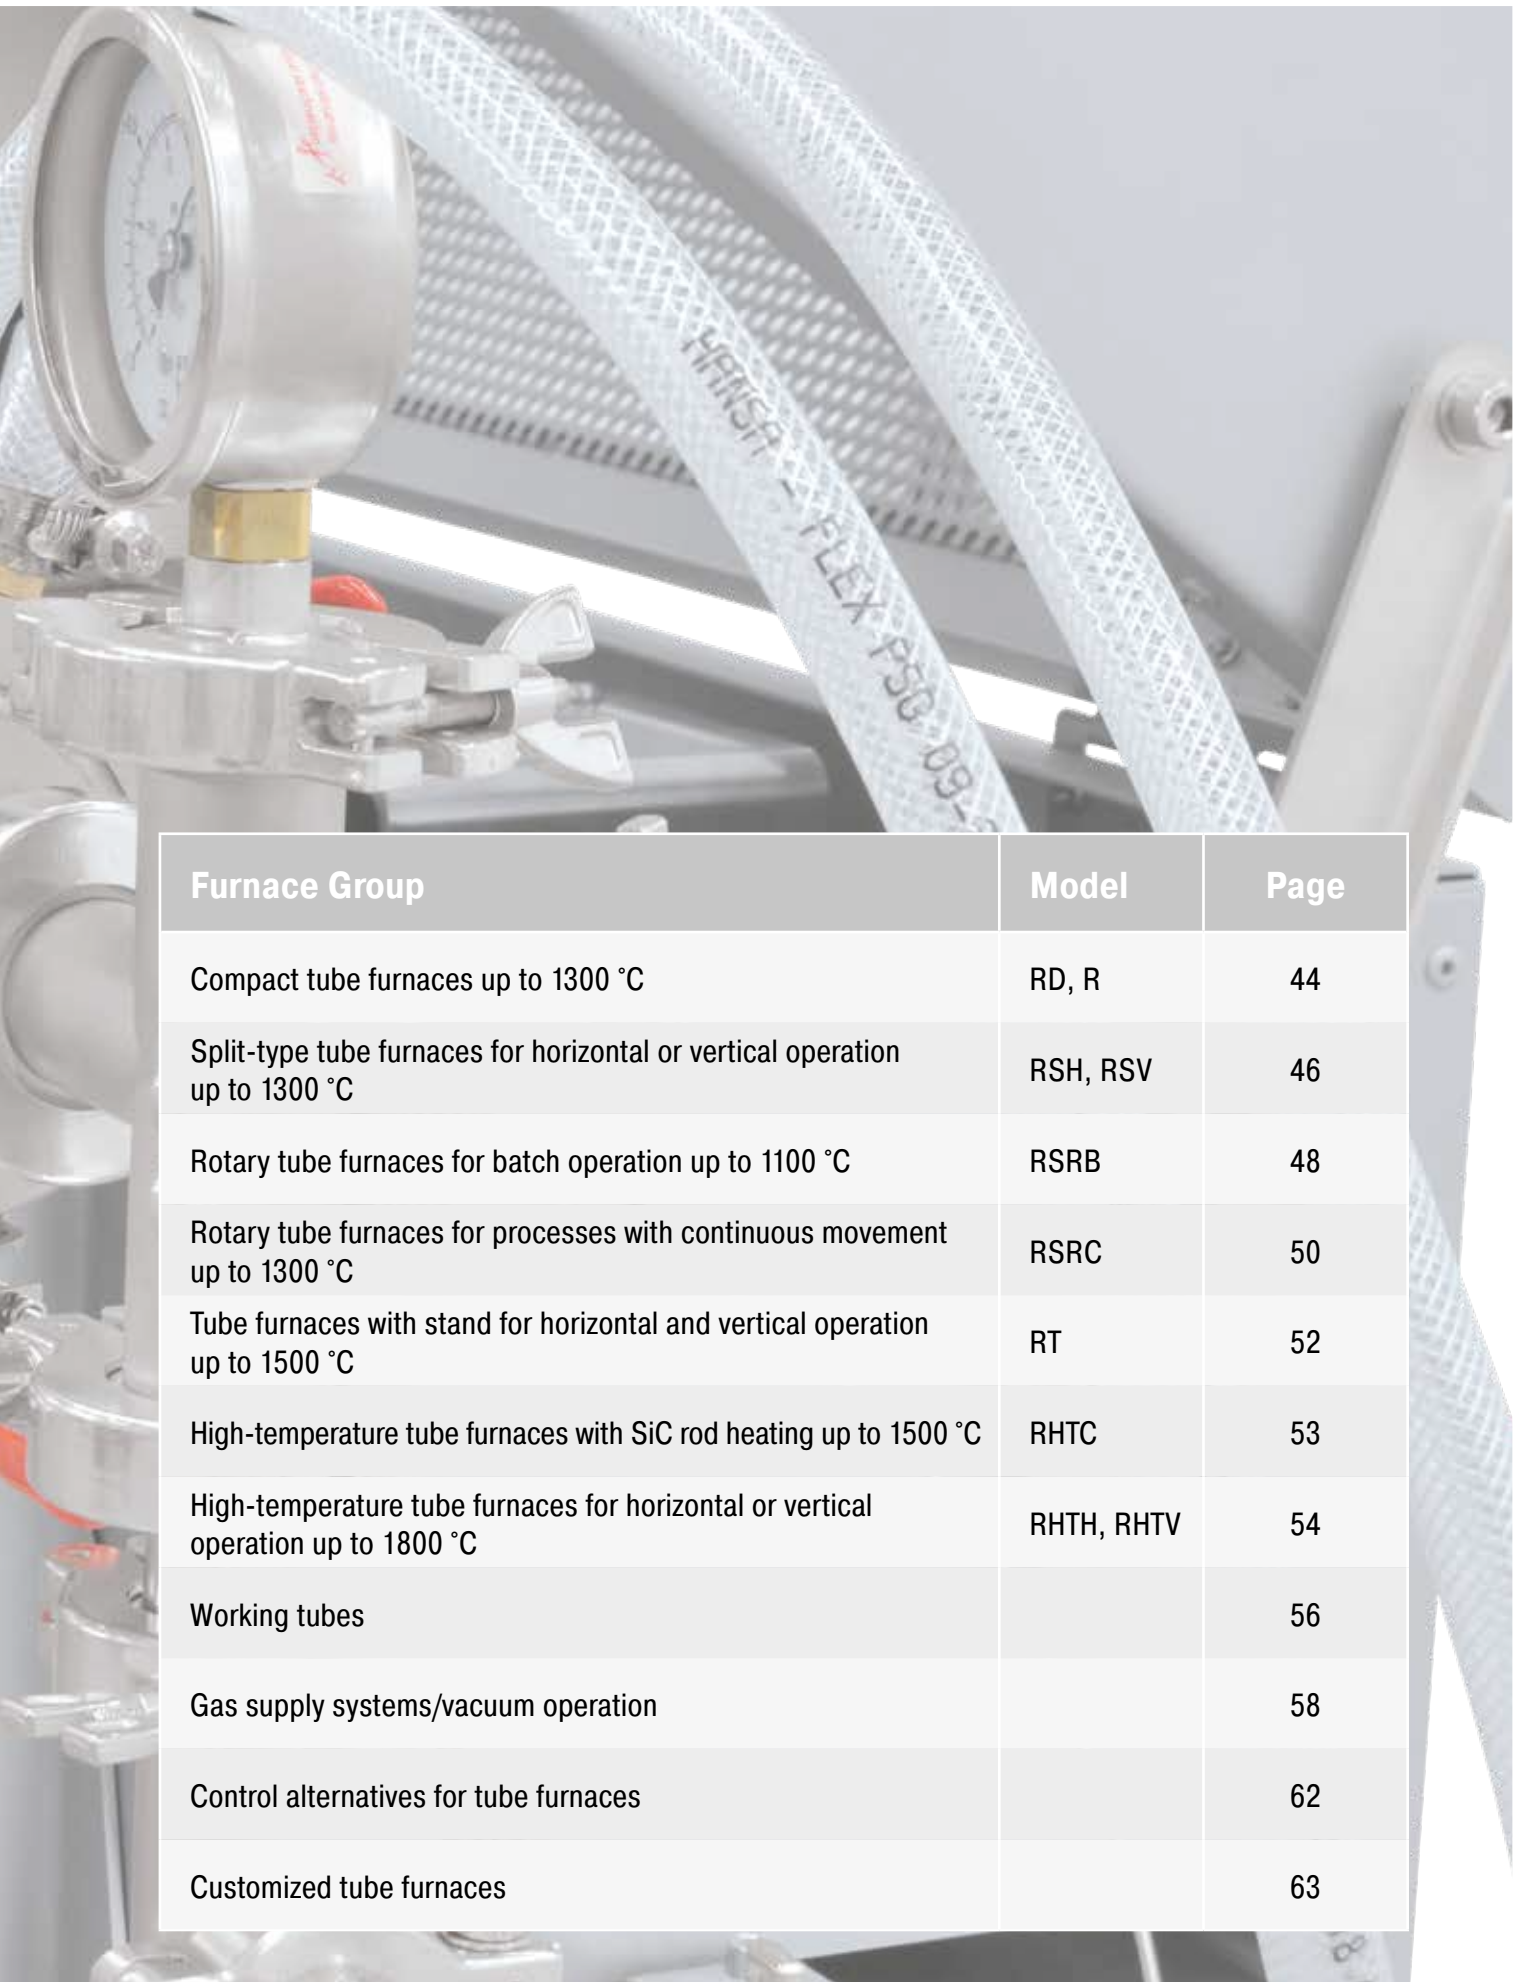 HANSA - FLEX PSG 09-
Furnace Group Model Page
Compact tube furnaces up to 1300 °C RD, R 44
Split-type tube furnaces for horizontal or vertical operation
up to 1300 °C RSH, RSV 46
Rotary tube furnaces for batch operation up to 1100 °C RSRB 48
Rotary tube furnaces for processes with continuous movement
up to 1300 °C RSRC 50
Tube furnaces with stand for horizontal and vertical operation
up to 1500 °C RT 52
High-temperature tube furnaces with SiC rod heating up to 1500 °C RHTC 53
High-temperature tube furnaces for horizontal or vertical
operation up to 1800 °C RHTH, RHTV 54
Working tubes 56
Gas supply systems/vacuum operation 58
Control alternatives for tube furnaces 62
Customized tube furnaces 63